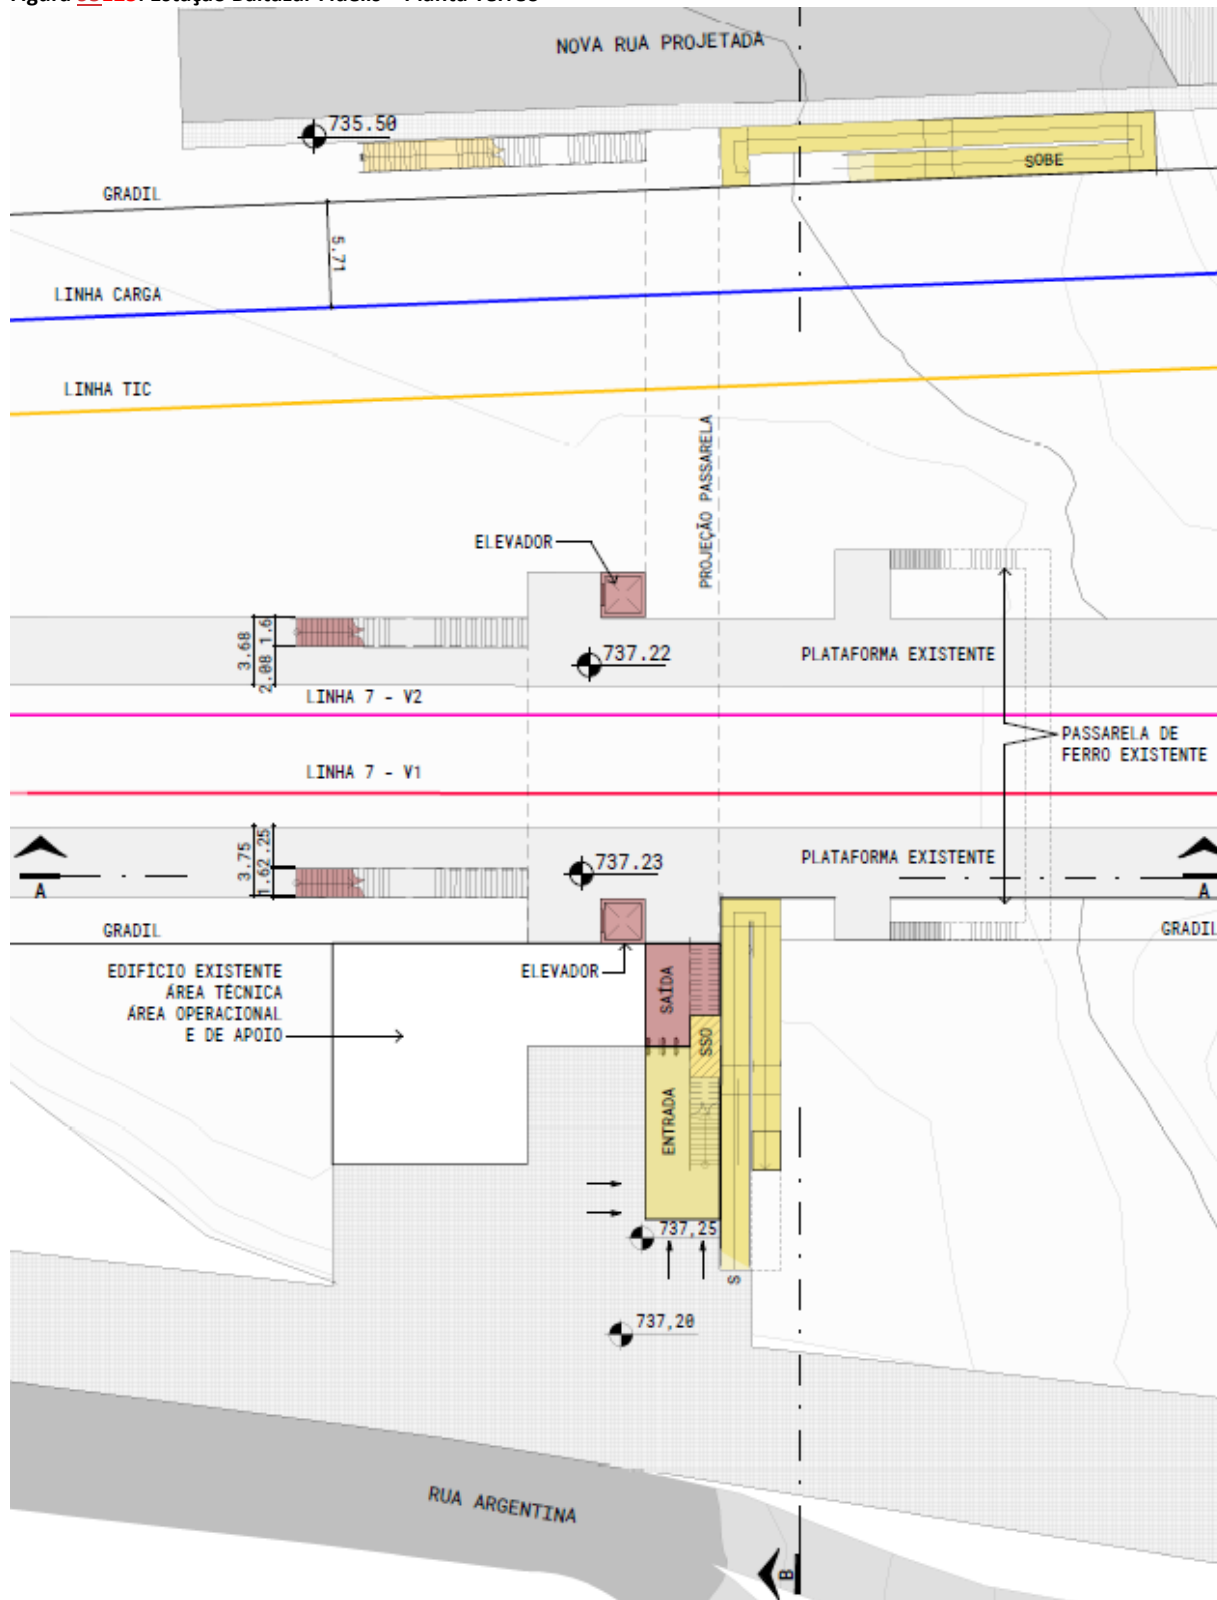 NOVA RUA PROJETADA
735.50
SOBE
GRADIL
5.71
LINHA CARGA
LINHA TIC
PROJEÇÃO PASSARELA
ELEVADOR
3.68
1.6
2.08
737.22
PLATAFORMA EXISTENTE
LINHA 7 - V2
PASSARELA DE
FERRO EXISTENTE
LINHA 7 - V1
3.75
2.25
1.6
737.23
PLATAFORMA EXISTENTE
A
A
GRADIL
GRADIL
EDIFÍCIO EXISTENTE
ÁREA TÉCNICA
ÁREA OPERACIONAL
E DE APOIO
ELEVADOR
SAÍDA
SSO
ENTRADA
737,25
S
737,20
RUA ARGENTINA
B